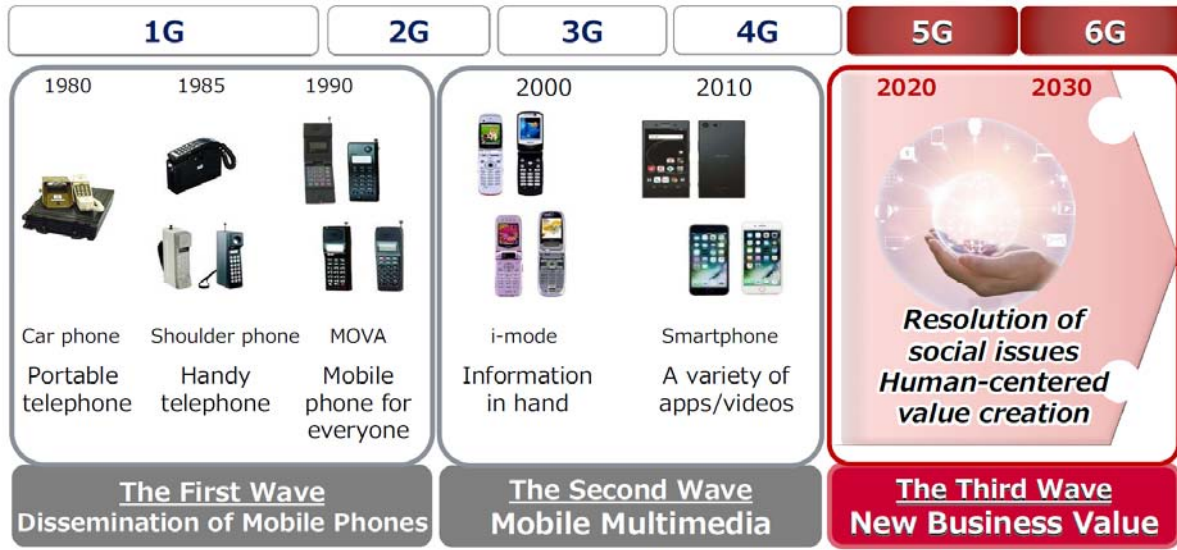 1G
2G
3G
4G
5G
6G
1980
1985
1990
Car phone
Shoulder phone
MOVA
Portable
telephone
Handy
telephone
Mobile
phone for
everyone
The First Wave
Dissemination of Mobile Phones
2000
2010
i-mode
Smartphone
Information
in hand
A variety of
apps/videos
The Second Wave
Mobile Multimedia
2020
2030
Resolution of
social issues
Human-centered
value creation
The Third Wave
New Business Value